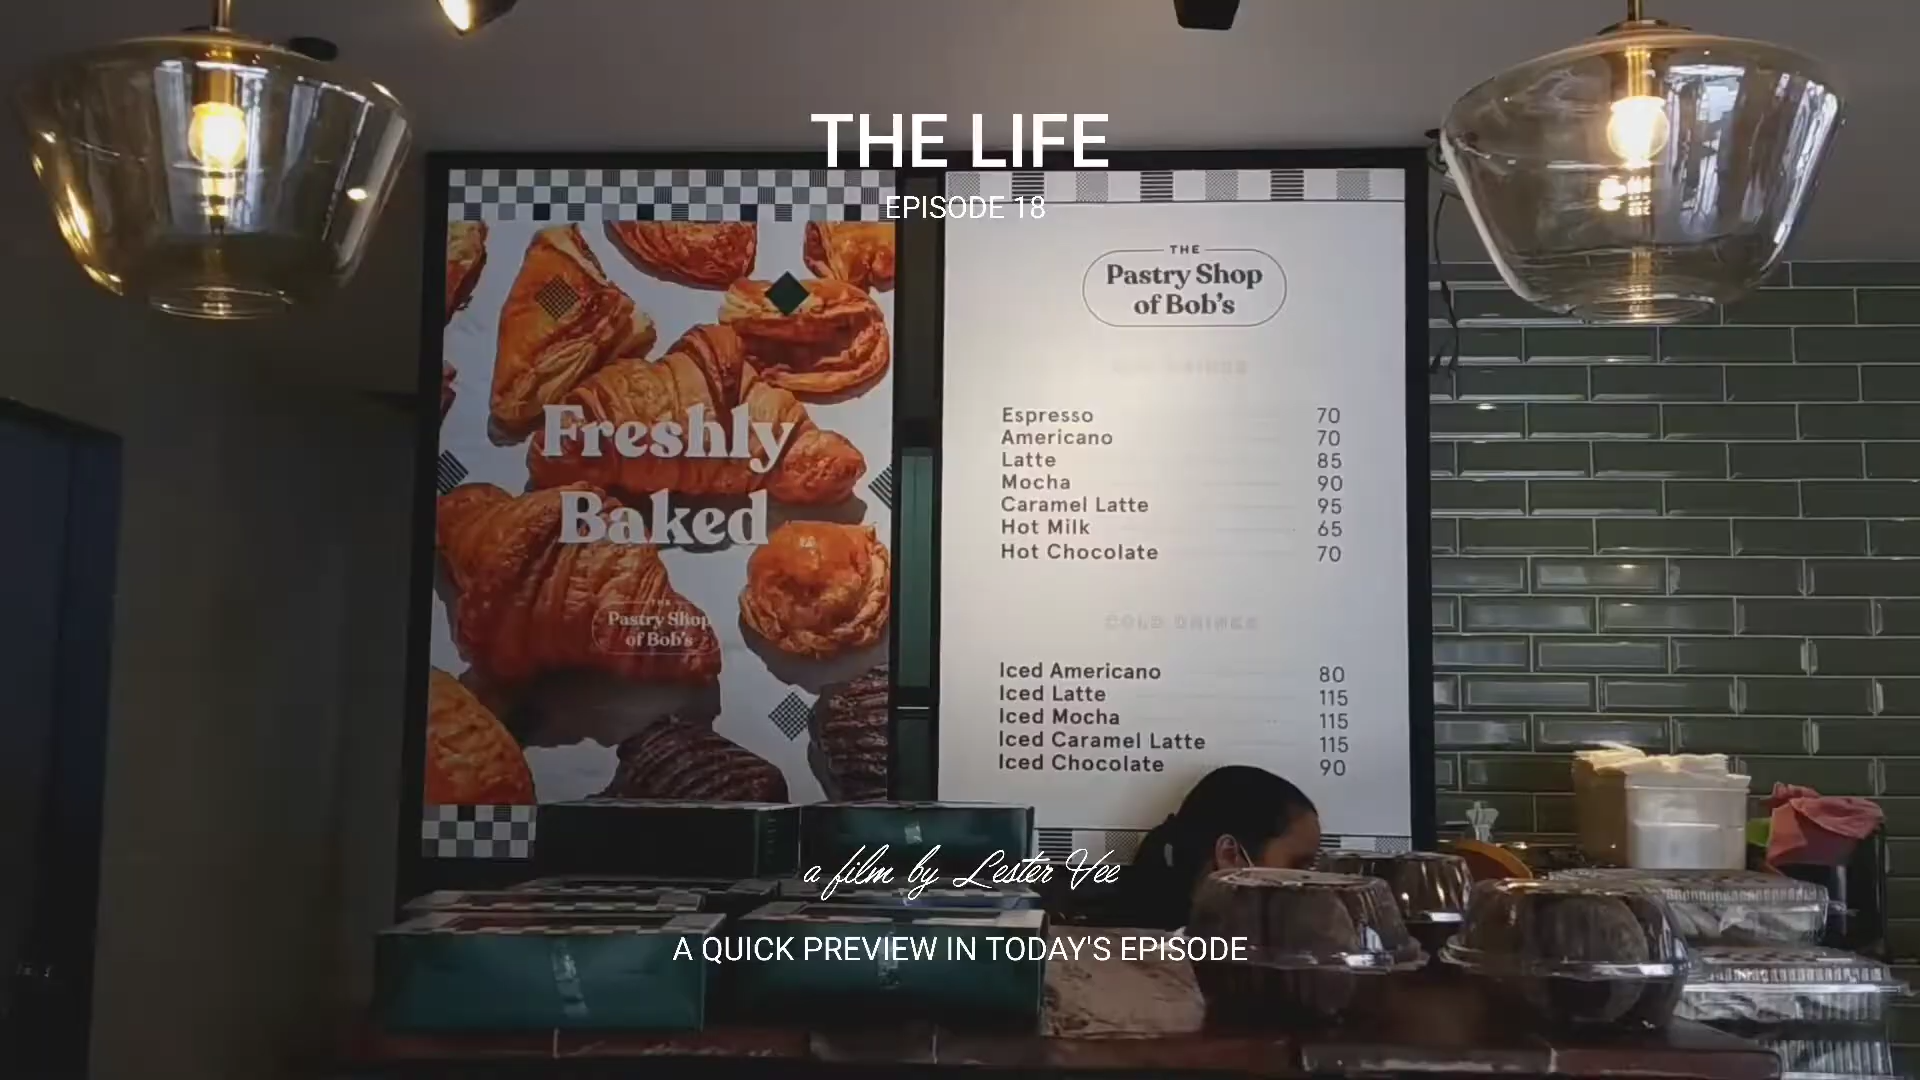 THE LIFE
EPISODE 18
Freshly
Baked
THE
Pastry Shop
of Bob's
THE
Pastry Shop
of Bob's
Espresso 70
Americano 70
Latte 85
Mocha 90
Caramel Latte 95
Hot Milk 65
Hot Chocolate 70
COLD DRINKS
Iced Americano 80
Iced Latte 115
Iced Mocha 115
Iced Caramel Latte 115
Iced Chocolate 90
a film by Lester Vee
A QUICK PREVIEW IN TODAY'S EPISODE